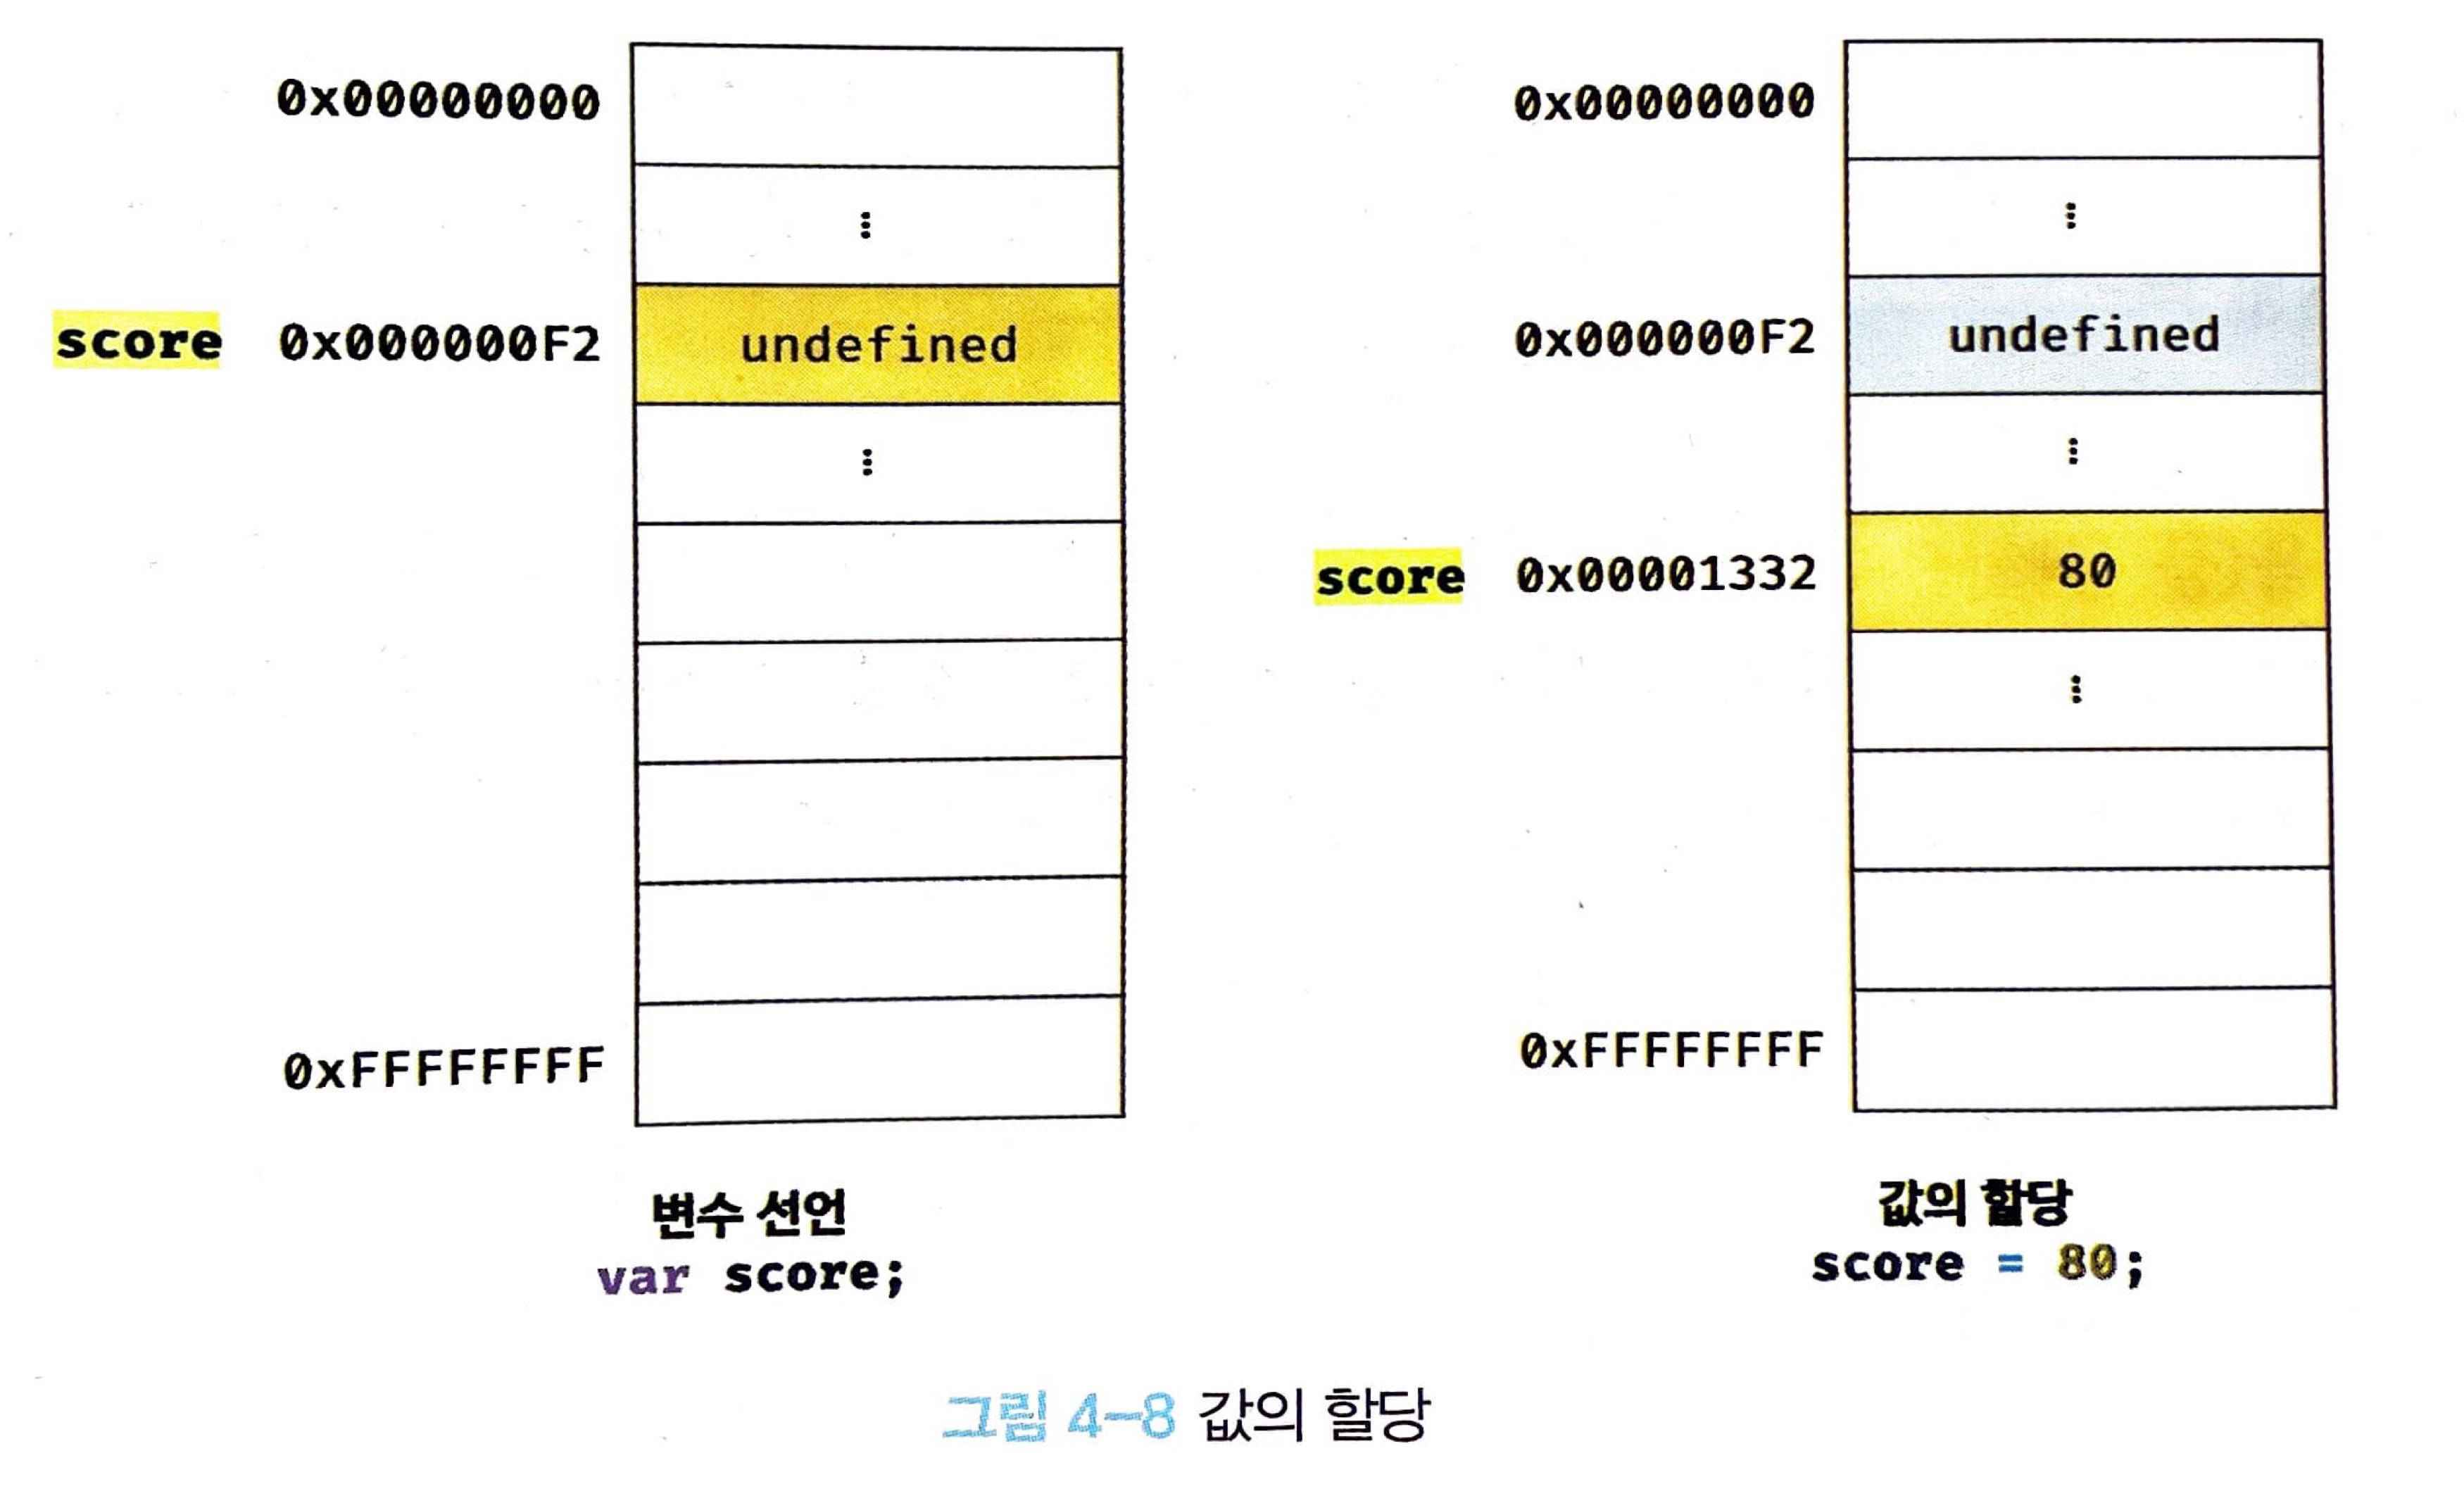 0x00000000
⋮
score 0x000000F2 undefined
⋮
0xFFFFFFFF
변수 선언
var score;
0x00000000
⋮
0x000000F2 undefined
⋮
score 0x00001332 80
⋮
0xFFFFFFFF
값의 할당
score = 80;
그림 4-8 값의 할당